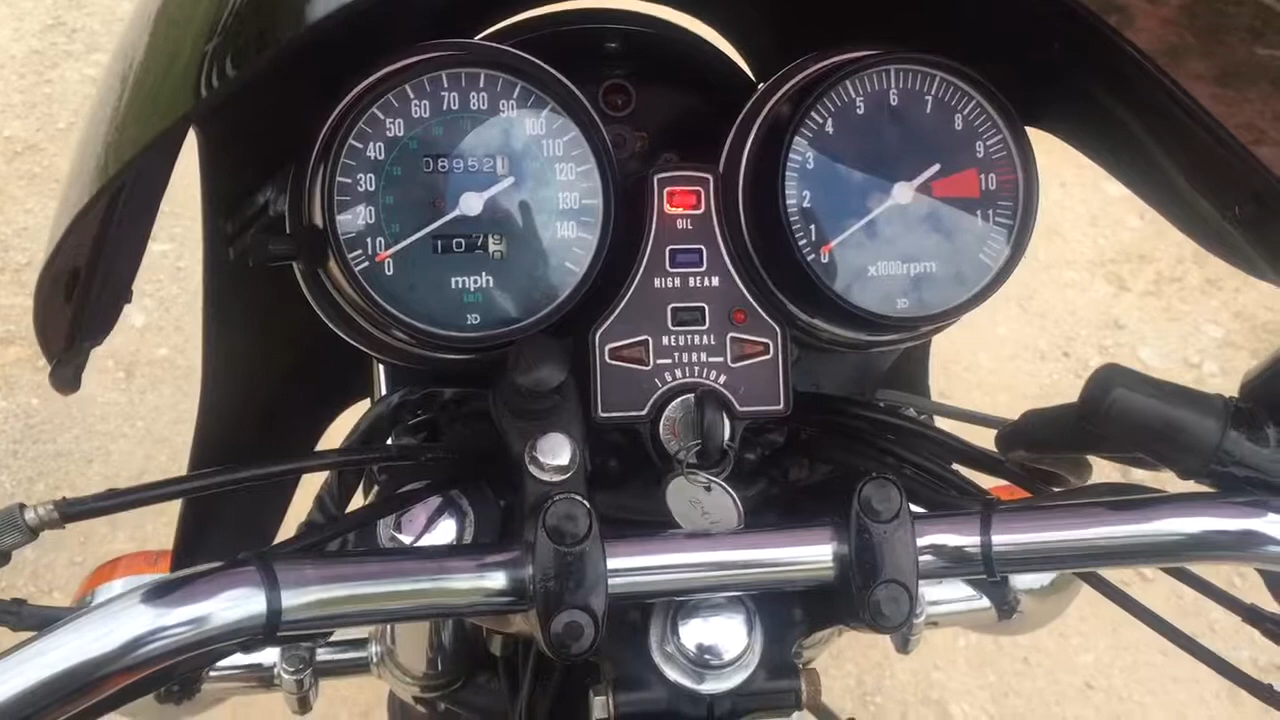 0 10 20 30 40 50 60 70 80 90 100 110 120 130 140
08952
107
mph
ND
0 1 2 3 4 5 6 7 8 9 10 11
x1000rpm
ND
OIL
HIGH BEAM
NEUTRAL
TURN
IGNITION